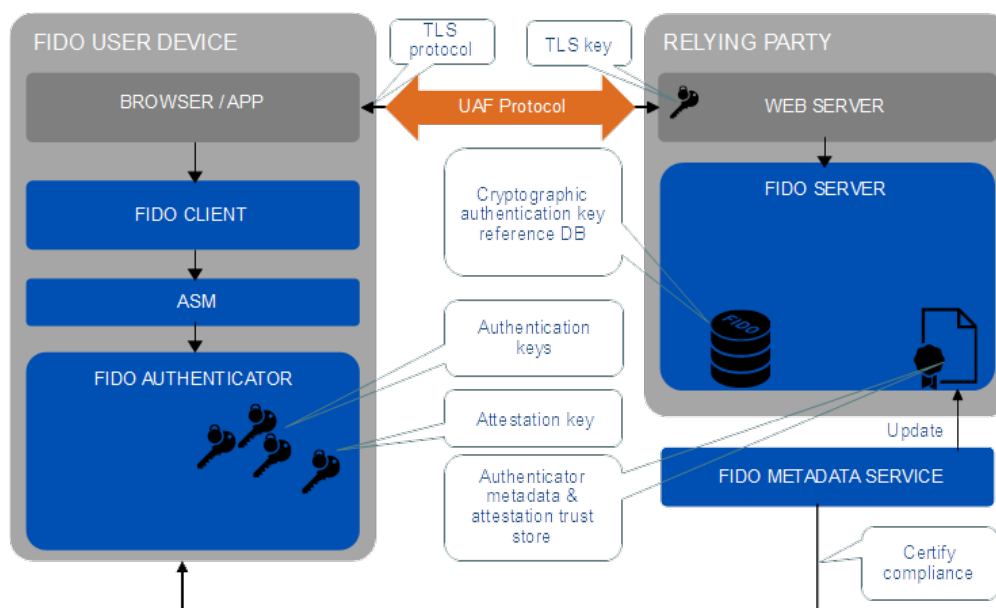 FIDO USER DEVICE
TLS
protocol
TLS key
RELYING PARTY
BROWSER / APP
UAF Protocol
WEB SERVER
FIDO CLIENT
Cryptographic
authentication key
reference DB
FIDO SERVER
ASM
FIDO
Authentication
keys
FIDO AUTHENTICATOR
Attestation key
Update
Authenticator
metadata &
attestation trust
store
FIDO METADATA SERVICE
Certify
compliance